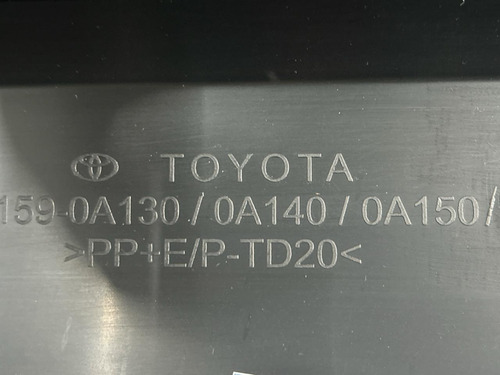 TOYOTA
159-0A130 / 0A140 / 0A150 /
>PP+E/P-TD20<